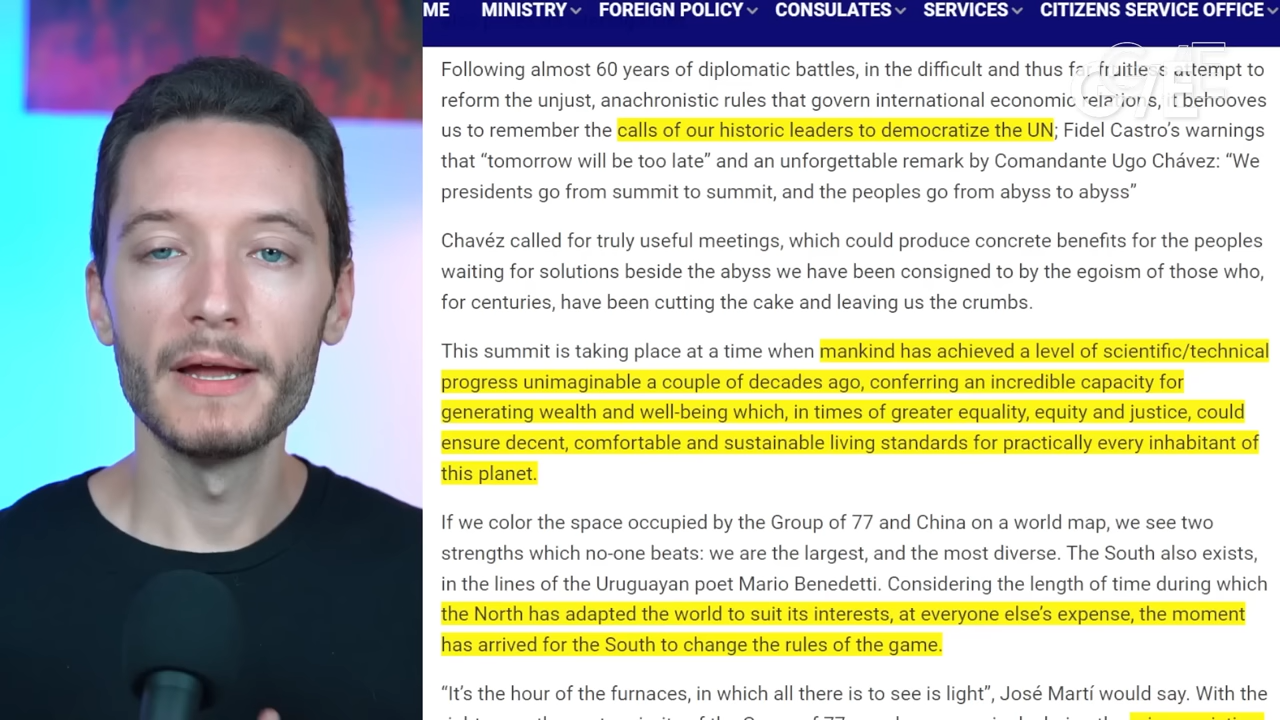 ME MINISTRY FOREIGN POLICY CONSULATES SERVICES CITIZENS SERVICE OFFICE
Following almost 60 years of diplomatic battles, in the difficult and thus far fruitless attempt to
reform the unjust, anachronistic rules that govern international economic relations, it behooves
us to remember the calls of our historic leaders to democratize the UN; Fidel Castro’s warnings
that “tomorrow will be too late” and an unforgettable remark by Comandante Ugo Chávez: “We
presidents go from summit to summit, and the peoples go from abyss to abyss”
Chavéz called for truly useful meetings, which could produce concrete benefits for the peoples
waiting for solutions beside the abyss we have been consigned to by the egoism of those who,
for centuries, have been cutting the cake and leaving us the crumbs.
This summit is taking place at a time when mankind has achieved a level of scientific/technical
progress unimaginable a couple of decades ago, conferring an incredible capacity for
generating wealth and well-being which, in times of greater equality, equity and justice, could
ensure decent, comfortable and sustainable living standards for practically every inhabitant of
this planet.
If we color the space occupied by the Group of 77 and China on a world map, we see two
strengths which no-one beats: we are the largest, and the most diverse. The South also exists,
in the lines of the Uruguayan poet Mario Benedetti. Considering the length of time during which
the North has adapted the world to suit its interests, at everyone else’s expense, the moment
has arrived for the South to change the rules of the game.
“It’s the hour of the furnaces, in which all there is to see is light”, José Martí would say. With the